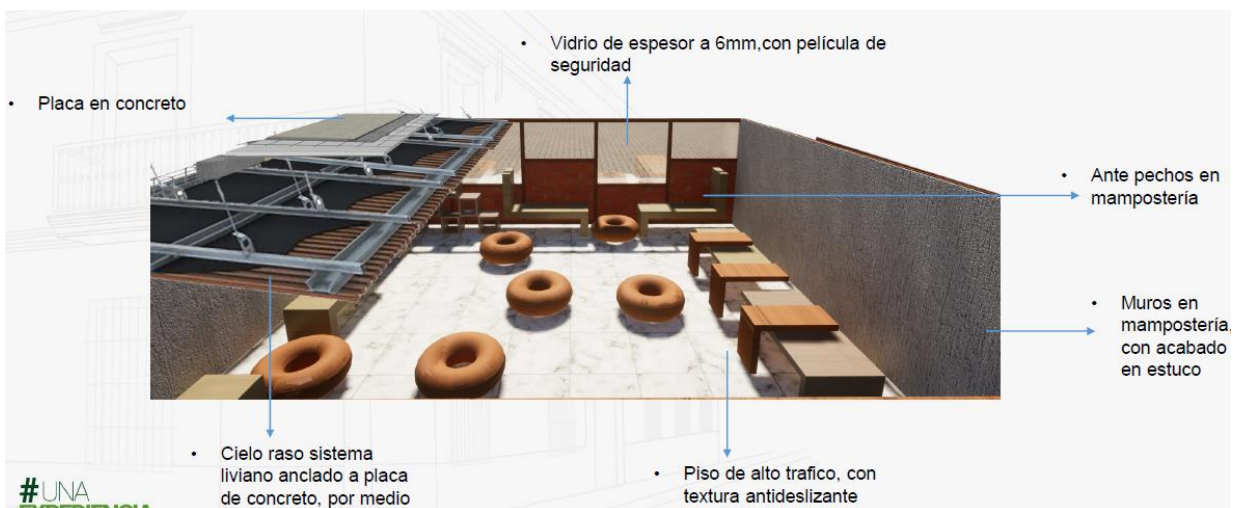 • Vidrio de espesor a 6mm,con película de
seguridad
• Placa en concreto
• Ante pechos en
mampostería
• Muros en
mampostería,
con acabado
en estuco
• Cielo raso sistema
liviano anclado a placa
de concreto, por medio
• Piso de alto trafico, con
textura antideslizante
#UNA
EXPERIENCIA